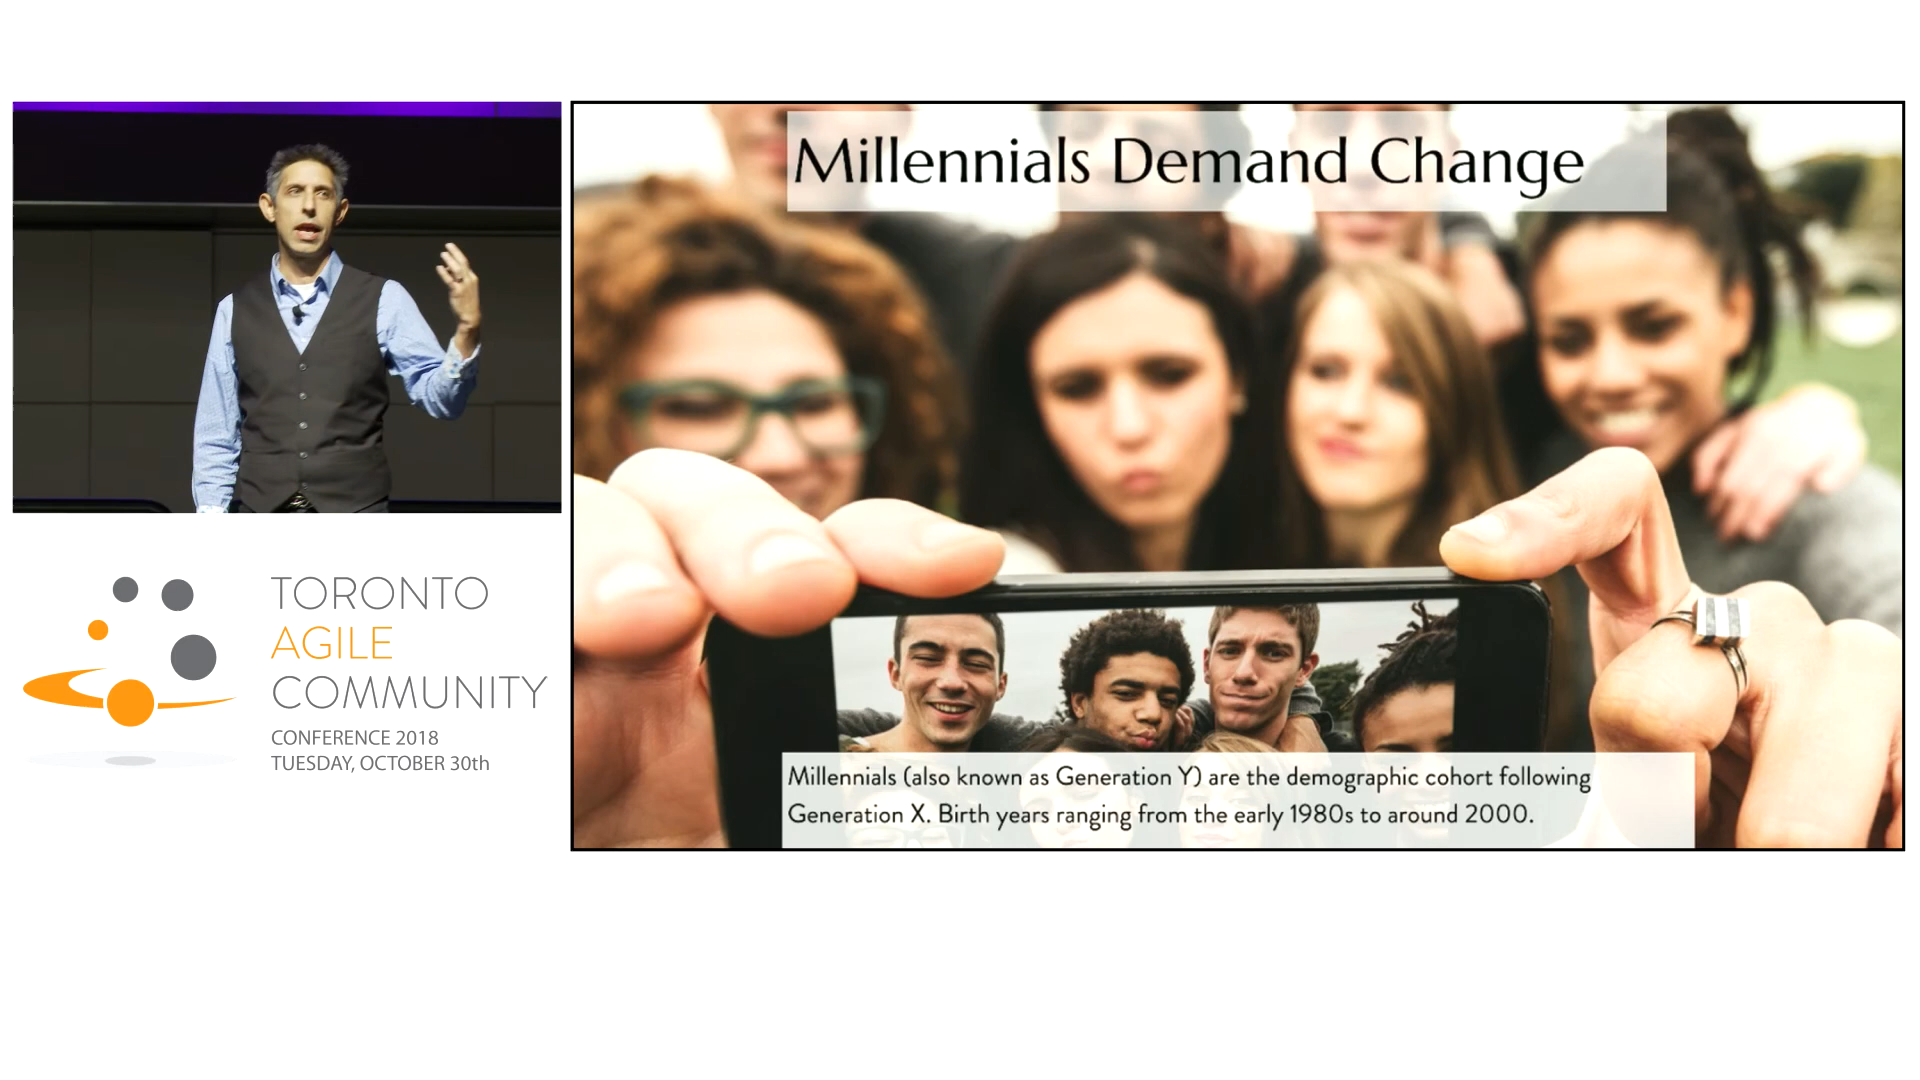 TORONTO
AGILE
COMMUNITY
CONFERENCE 2018
TUESDAY, OCTOBER 30th
Millennials Demand Change
Millennials (also known as Generation Y) are the demographic cohort following
Generation X. Birth years ranging from the early 1980s to around 2000.